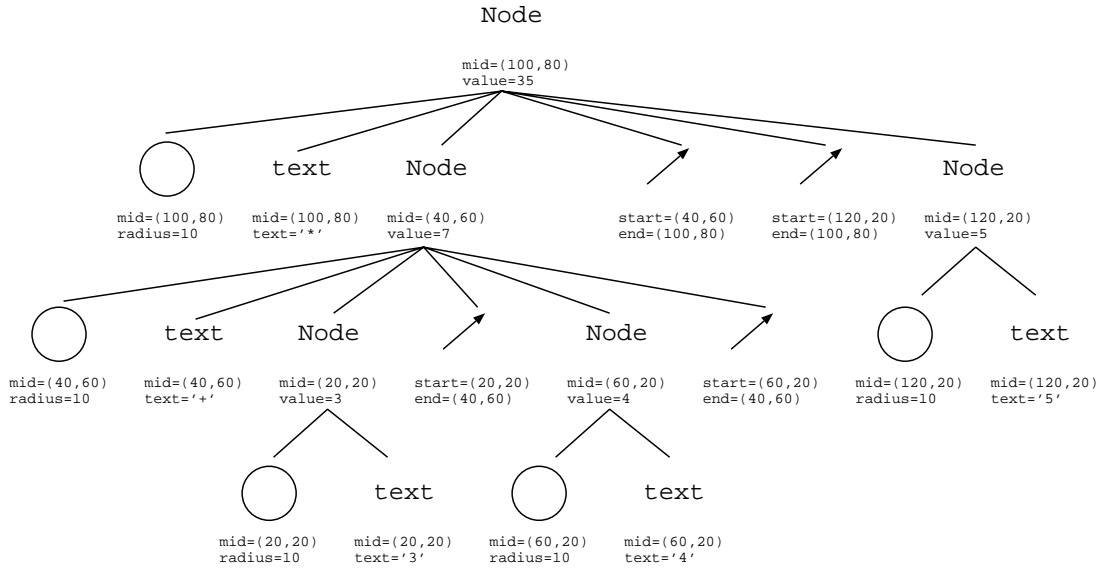 Node
mid=(100,80)
value=35
text Node Node
mid=(100,80) mid=(100,80) mid=(40,60) start=(40,60) start=(120,20) mid=(120,20)
radius=10 text='*' value=7 end=(100,80) end=(100,80) value=5
text Node Node text
mid=(40,60) mid=(40,60) mid=(20,20) start=(20,20) mid=(60,20) start=(60,20) mid=(120,20) mid=(120,20)
radius=10 text='+' value=3 end=(40,60) value=4 end=(40,60) radius=10 text='5'
text text
mid=(20,20) mid=(20,20) mid=(60,20) mid=(60,20)
radius=10 text='3' radius=10 text='4'